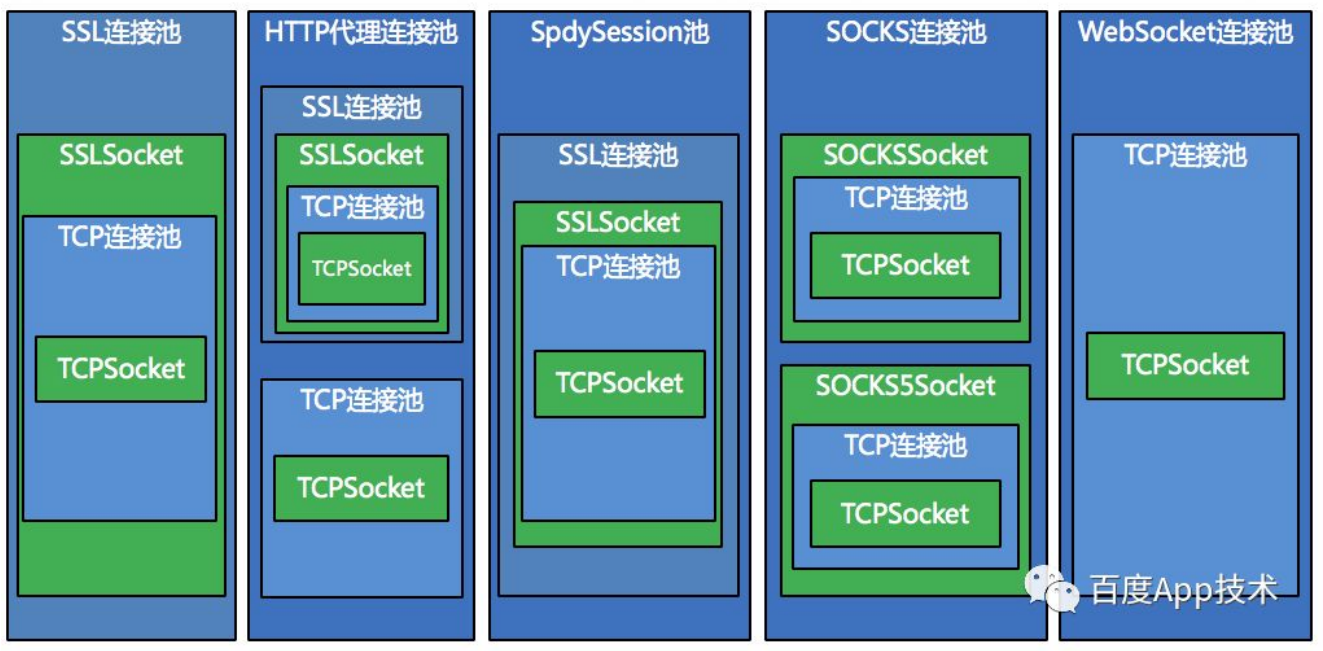 SSL连接池
SSLSocket
TCP连接池
TCPSocket
HTTP代理连接池
SSL连接池
SSLSocket
TCP连接池
TCPSocket
TCP连接池
TCPSocket
SpdySession池
SSL连接池
SSLSocket
TCP连接池
TCPSocket
SOCKS连接池
SOCKSSocket
TCP连接池
TCPSocket
SOCKS5Socket
TCP连接池
TCPSocket
WebSocket连接池
TCP连接池
TCPSocket
百度App技术